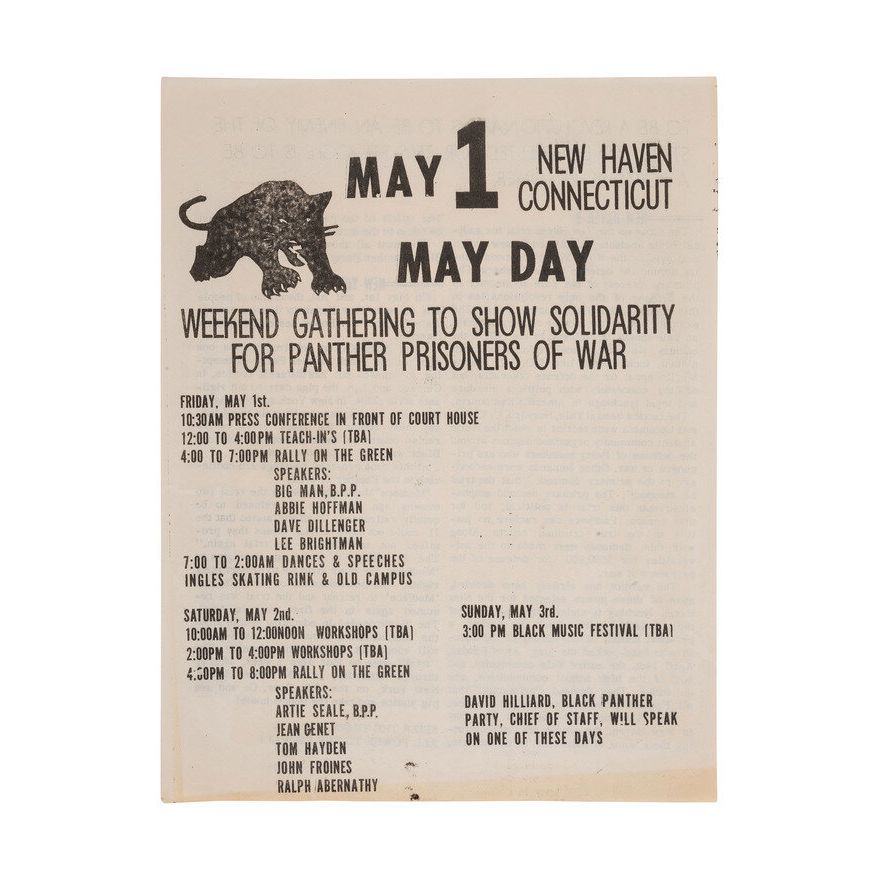 MAY 1 NEW HAVEN
CONNECTICUT
MAY DAY
WEEKEND GATHERING TO SHOW SOLIDARITY
FOR PANTHER PRISONERS OF WAR
FRIDAY, MAY 1st.
10:30AM PRESS CONFERENCE IN FRONT OF COURT HOUSE
12:00 TO 4:00PM TEACH-IN'S (TBA)
4:00 TO 7:00PM RALLY ON THE GREEN
SPEAKERS:
BIG MAN, B.P.P.
ABBIE HOFFMAN
DAVE DILLENGER
LEE BRIGHTMAN
7:00 TO 2:00AM DANCES & SPEECHES
INGLES SKATING RINK & OLD CAMPUS
SATURDAY, MAY 2nd.
10:00AM TO 12:00NOON WORKSHOPS (TBA)
2:00PM TO 4:00PM WORKSHOPS (TBA)
4:00PM TO 8:00PM RALLY ON THE GREEN
SPEAKERS:
ARTIE SEALE, B.P.P.
JEAN GENET
TOM HAYDEN
JOHN FROINES
RALPH ABERNATHY
SUNDAY, MAY 3rd.
3:00 PM BLACK MUSIC FESTIVAL (TBA)
DAVID HILLIARD, BLACK PANTHER
PARTY, CHIEF OF STAFF, WILL SPEAK
ON ONE OF THESE DAYS